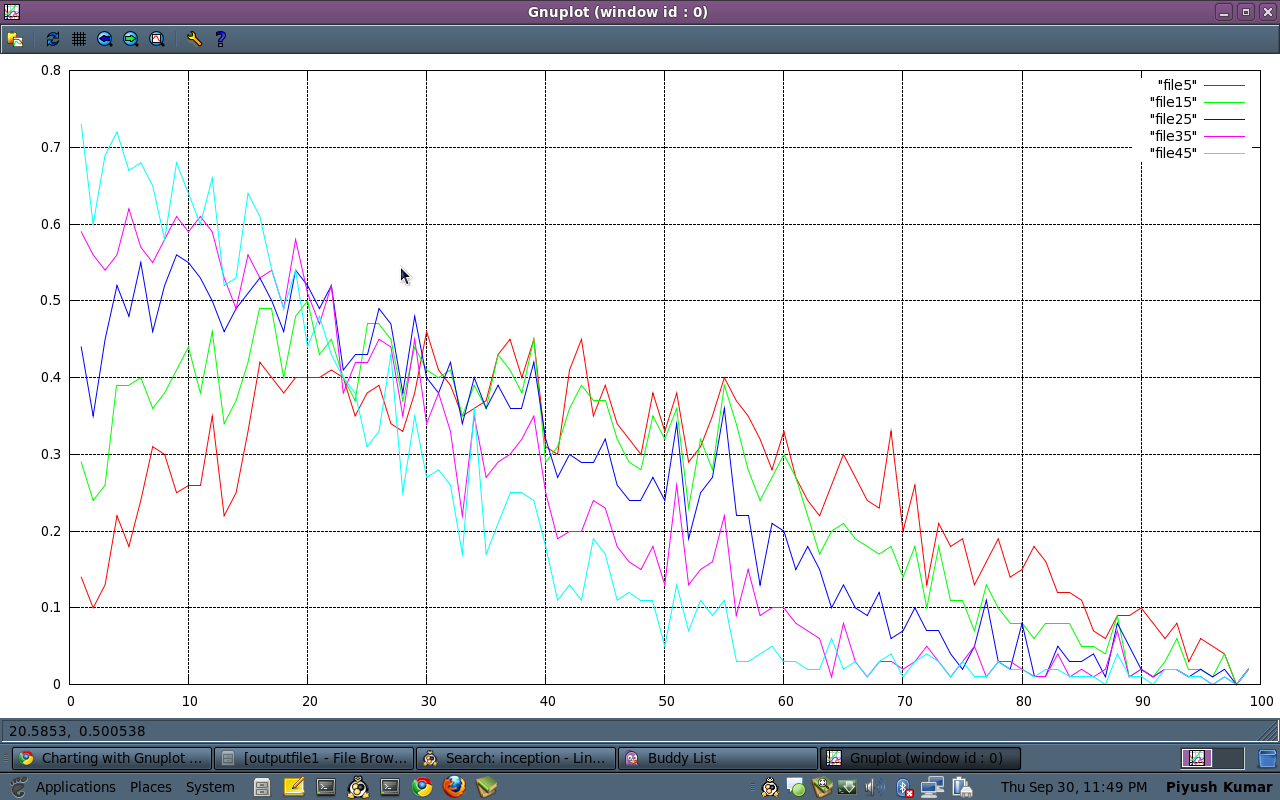 Gnuplot (window id : 0)
0.8
0.7
0.6
0.5
0.4
0.3
0.2
0.1
0
0 10 20 30 40 50 60 70 80 90 100
"file5"
"file15"
"file25"
"file35"
"file45"
20.5853, 0.500538
Charting with Gnuplot ... [outputfile1 - File Brow... Search: inception - Lin... Buddy List Gnuplot (window id : 0)
Applications Places System Thu Sep 30, 11:49 PM Piyush Kumar